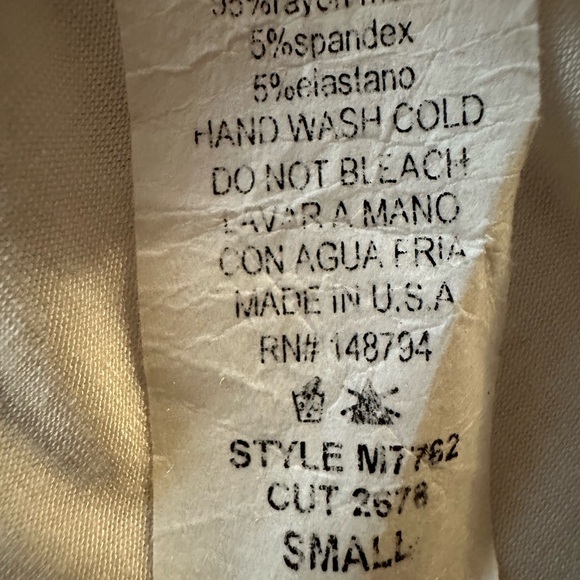 5%spandex
5%elastano
HAND WASH COLD
DO NOT BLEACH
LAVAR A MANO
CON AGUA FRIA
MADE IN U.S.A
RN# 148794
STYLE M7762
CUT 2678
SMALL